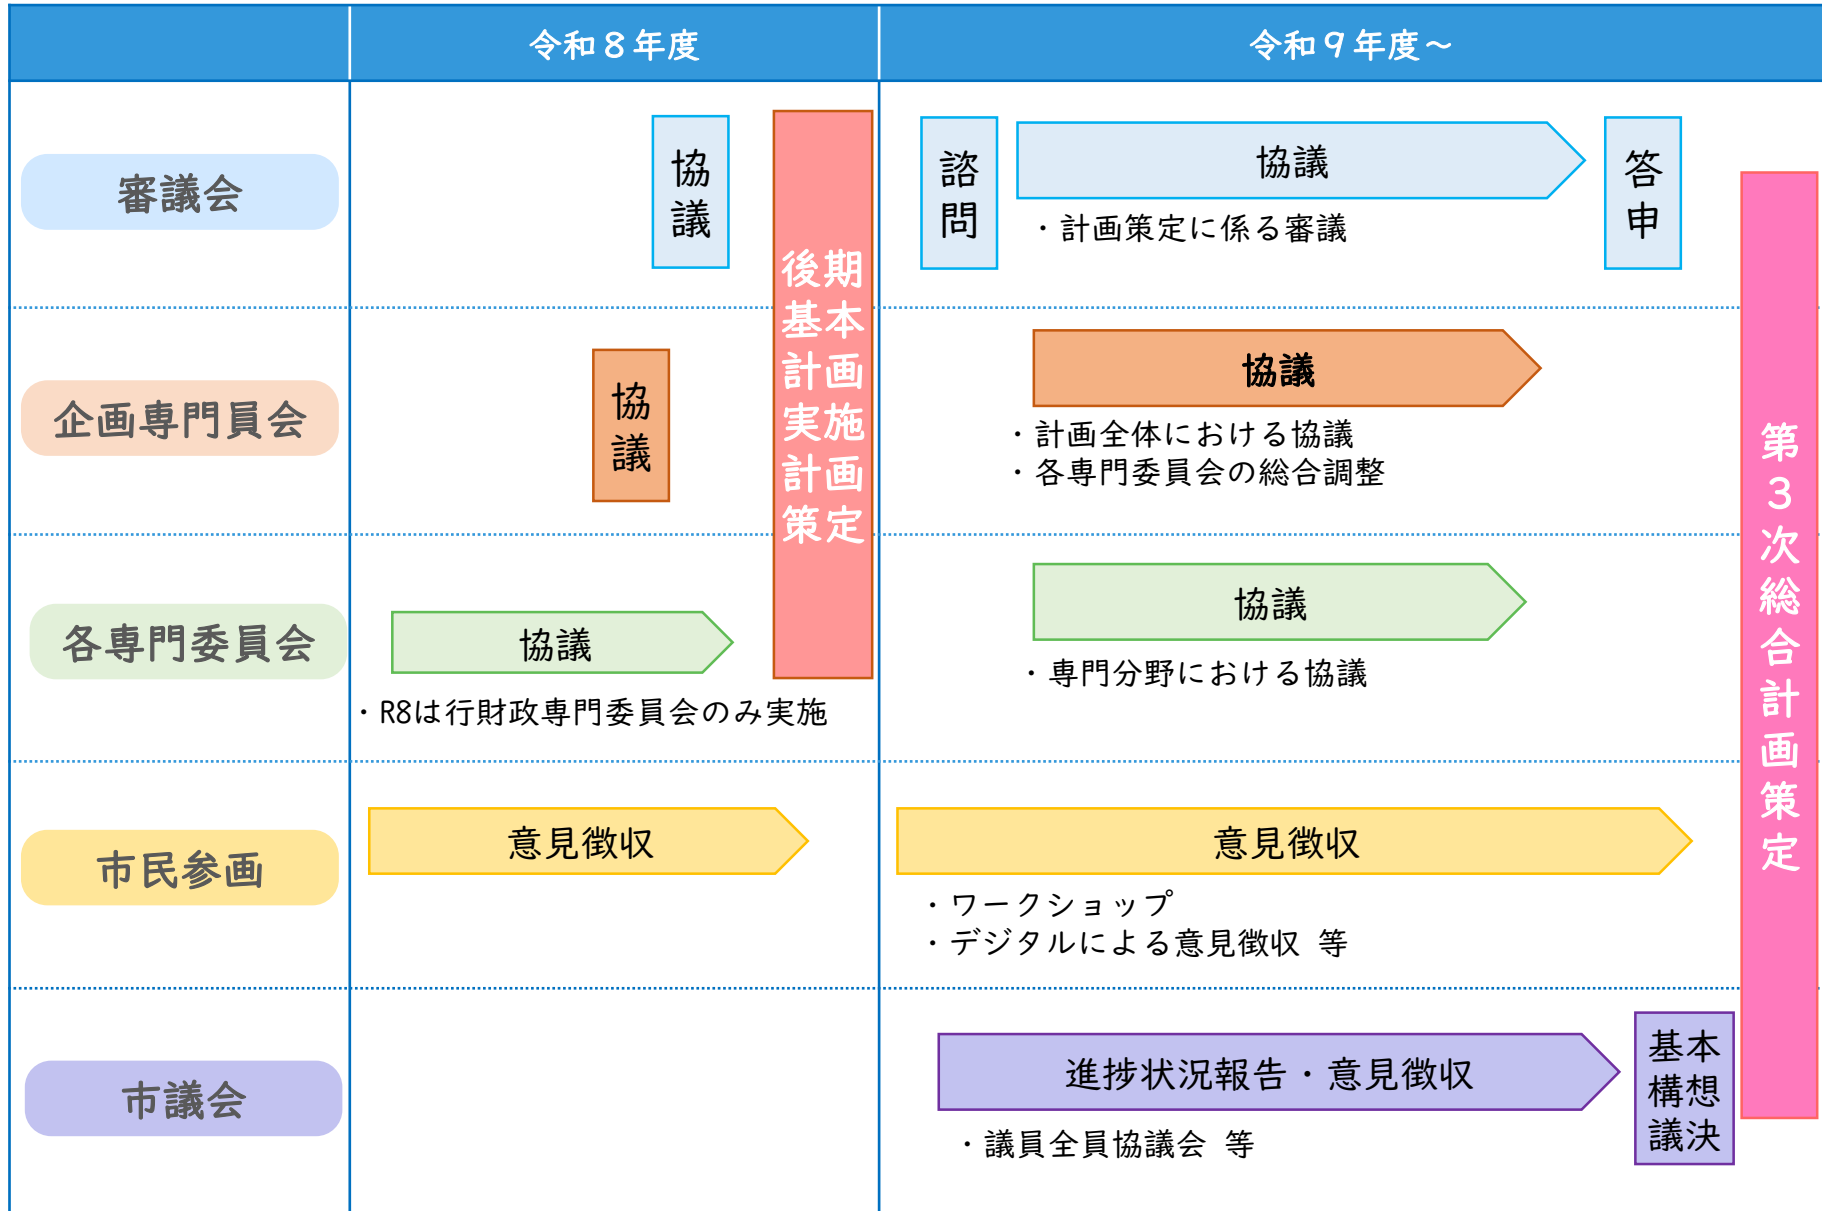 令和８年度
令和９年度～
審議会
協議
諮問
協議
・計画策定に係る審議
答申
後期
基本
計画
実施
計画
策定
第３次総合計画策定
企画専門員会
協議
協議
・計画全体における協議
・各専門委員会の総合調整
各専門委員会
協議
・R8は行財政専門委員会のみ実施
協議
・専門分野における協議
市民参画
意見徴収
意見徴収
・ワークショップ
・デジタルによる意見徴収 等
市議会
進捗状況報告・意見徴収
・議員全員協議会 等
基本
構想
議決